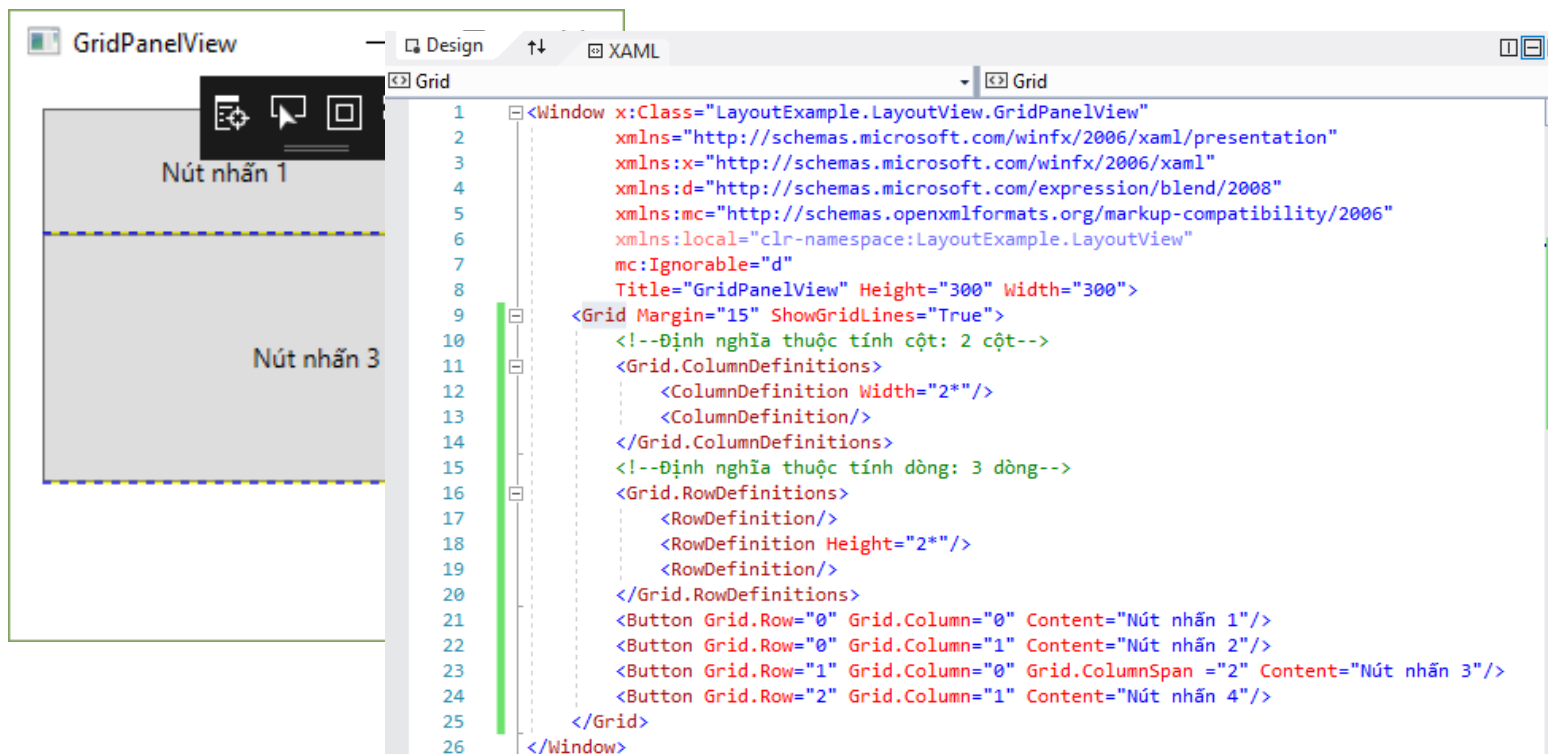 GridPanelView
Nút nhấn 1
Nút nhấn 3
Design
XAML
Grid
Grid
1 <Window x:Class="LayoutExample.LayoutView.GridPanelView"
2 xmlns="http://schemas.microsoft.com/winfx/2006/xaml/presentation"
3 xmlns:x="http://schemas.microsoft.com/winfx/2006/xaml"
4 xmlns:d="http://schemas.microsoft.com/expression/blend/2008"
5 xmlns:mc="http://schemas.openxmlformats.org/markup-compatibility/2006"
6 xmlns:local="clr-namespace:LayoutExample.LayoutView"
7 mc:Ignorable="d"
8 Title="GridPanelView" Height="300" Width="300">
9 <Grid Margin="15" ShowGridLines="True">
10 <!--Định nghĩa thuộc tính cột: 2 cột-->
11 <Grid.ColumnDefinitions>
12 <ColumnDefinition Width="2*"/>
13 <ColumnDefinition/>
14 </Grid.ColumnDefinitions>
15 <!--Định nghĩa thuộc tính dòng: 3 dòng-->
16 <Grid.RowDefinitions>
17 <RowDefinition/>
18 <RowDefinition Height="2*"/>
19 <RowDefinition/>
20 </Grid.RowDefinitions>
21 <Button Grid.Row="0" Grid.Column="0" Content="Nút nhấn 1"/>
22 <Button Grid.Row="0" Grid.Column="1" Content="Nút nhấn 2"/>
23 <Button Grid.Row="1" Grid.Column="0" Grid.ColumnSpan ="2" Content="Nút nhấn 3"/>
24 <Button Grid.Row="2" Grid.Column="1" Content="Nút nhấn 4"/>
25 </Grid>
26 </Window>